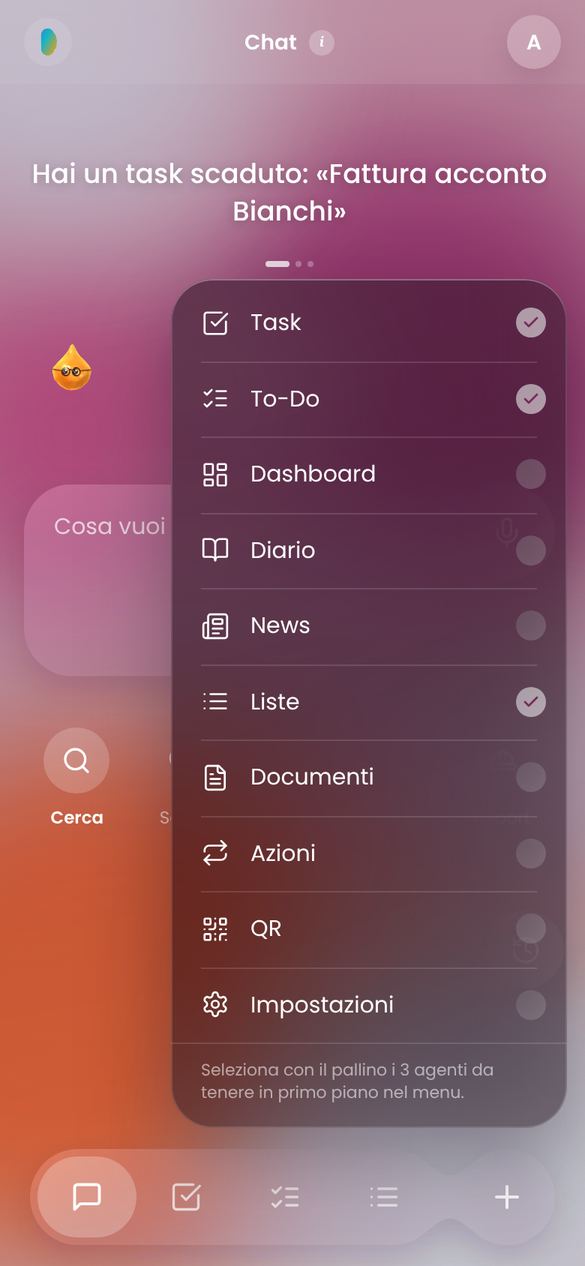 Chat i
A
Hai un task scaduto: «Fattura acconto
Bianchi»
Task
To-Do
Dashboard
Cosa vuoi
Diario
News
Liste
Documenti
Cerca
Azioni
QR
Impostazioni
Seleziona con il pallino i 3 agenti da
tenere in primo piano nel menu.